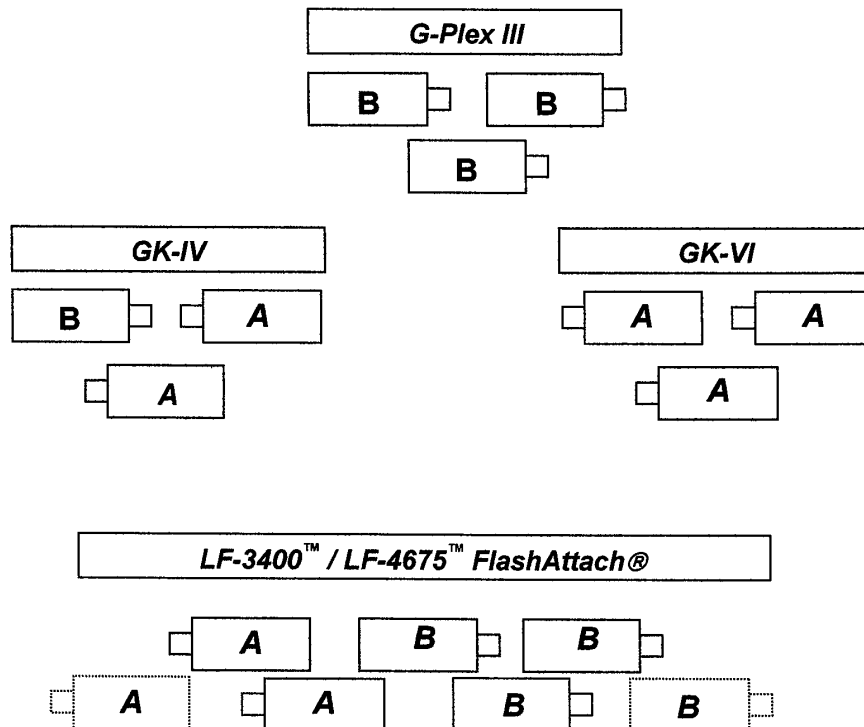 G-Plex III
B B
B
GK-IV
B A
A
GK-VI
A A
A
LF-3400™ / LF-4675™ FlashAttach®
A B B
A A B B